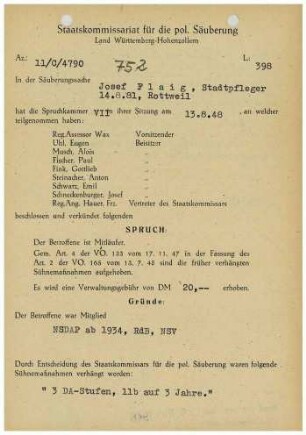 Staatskommissariat für die pol. Säuberung
Land Württemberg-Hohenzollern
Az.: 11/C/4790 752 L: 398
In der Säuberungssache
Josef Flaig, Stadtpfleger
14.8.81, Rottweil
hat die Spruchkammer VII in ihrer Sitzung am 13.8.48, an welcher
teilgenommen haben:
Reg.Assessor Wax Vorsitzender
Uhl, Eugen Beisitzer
Mosch, Alois
Fischer, Paul
Fink, Gottlieb
Steinacher, Anton
Schwarz, Emil
Schnekenburger, Josef
Reg.Ang. Hauer, Frz. Vertreter des Staatskommissars
beschlossen und verkündet folgenden
SPRUCH:
Der Betroffene ist Mitläufer.
Gem. Art. 6 der VO. 133 vom 17. 11. 47 in der Fassung des
Art. 2 der VO. 165 vom 13. 7. 48 sind die früher verhängten
Sühnemaßnahmen aufgehoben.
Es wird eine Verwaltungsgebühr von DM 20,-- erhoben.
Gründe:
Der Betroffene war Mitglied
NSDAP ab 1934, RdB, NSV
Durch Entscheidung des Staatskommissars für die pol. Säuberung waren folgende
Sühnemaßnahmen verhängt worden:
" 3 DA-Stufen, 11b auf 3 Jahre."